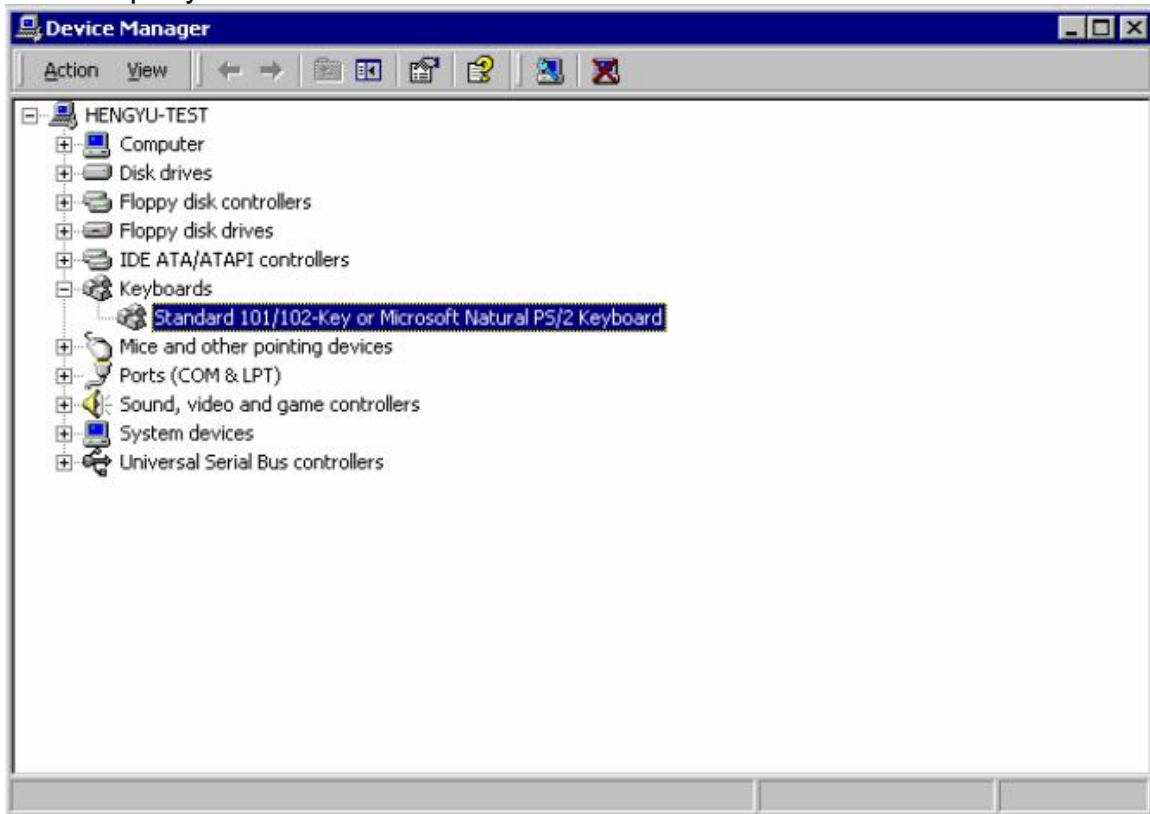 Device Manager
Action View
HENGYU-TEST
Computer
Disk drives
Floppy disk controllers
Floppy disk drives
IDE ATA/ATAPI controllers
Keyboards
Standard 101/102-Key or Microsoft Natural PS/2 Keyboard
Mice and other pointing devices
Ports (COM & LPT)
Sound, video and game controllers
System devices
Universal Serial Bus controllers